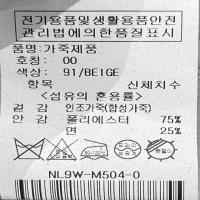 전기용품및생활용품안전
관리법에의한품질표시
품명:가죽제품
호칭: 00
색상: 91/BEIGE
항목 신체치수
<섬유의 혼용률>
겉감 인조가죽(합성가죽)
안감 폴리에스터 75%
면 25%
NL9W-M504-0